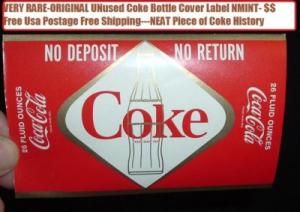 VERY RARE-ORIGINAL UNused Coke Bottle Cover Label NMINT- $$
Free Usa Postage Free Shipping---NEAT Piece of Coke History
NO DEPOSIT NO RETURN
26 FLUID OUNCES
Coca-Cola
Coke
Coca-Cola
26 FLUID OUNCES